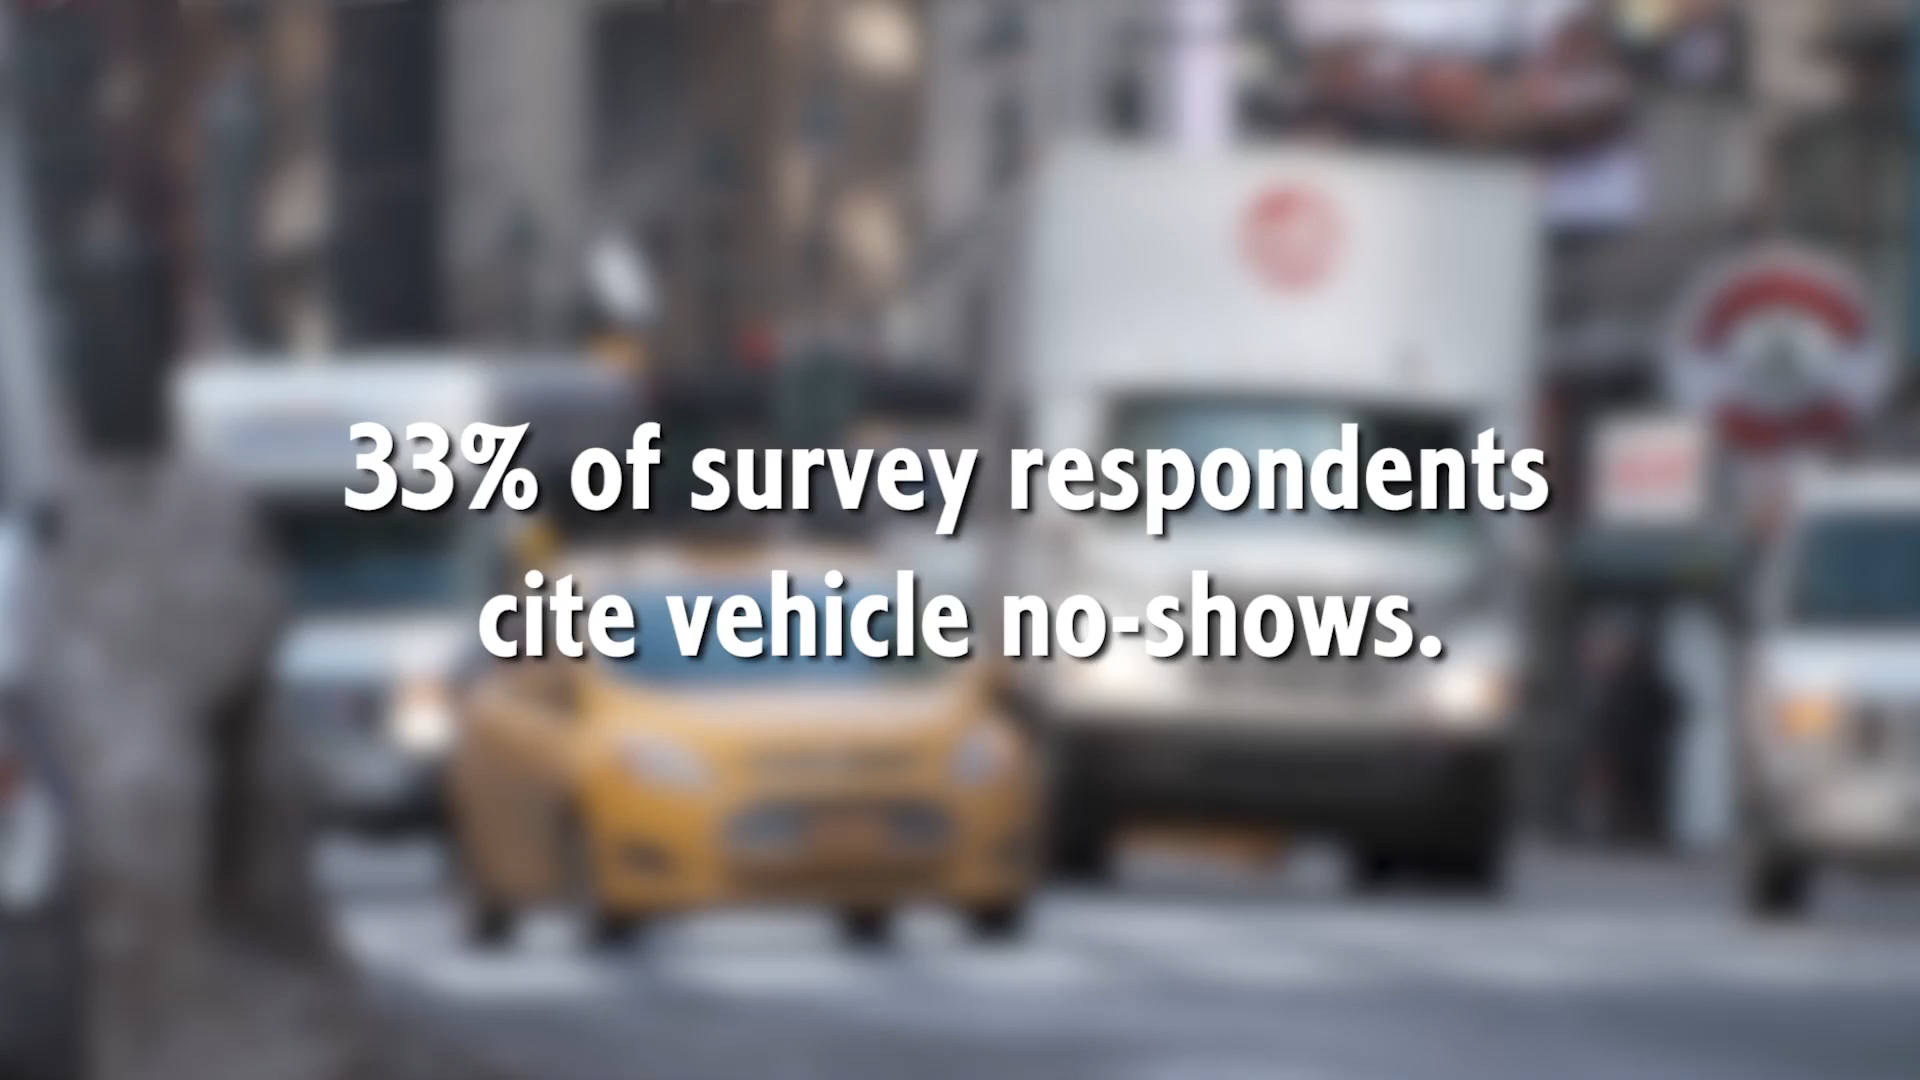 33% of survey respondents
cite vehicle no-shows.